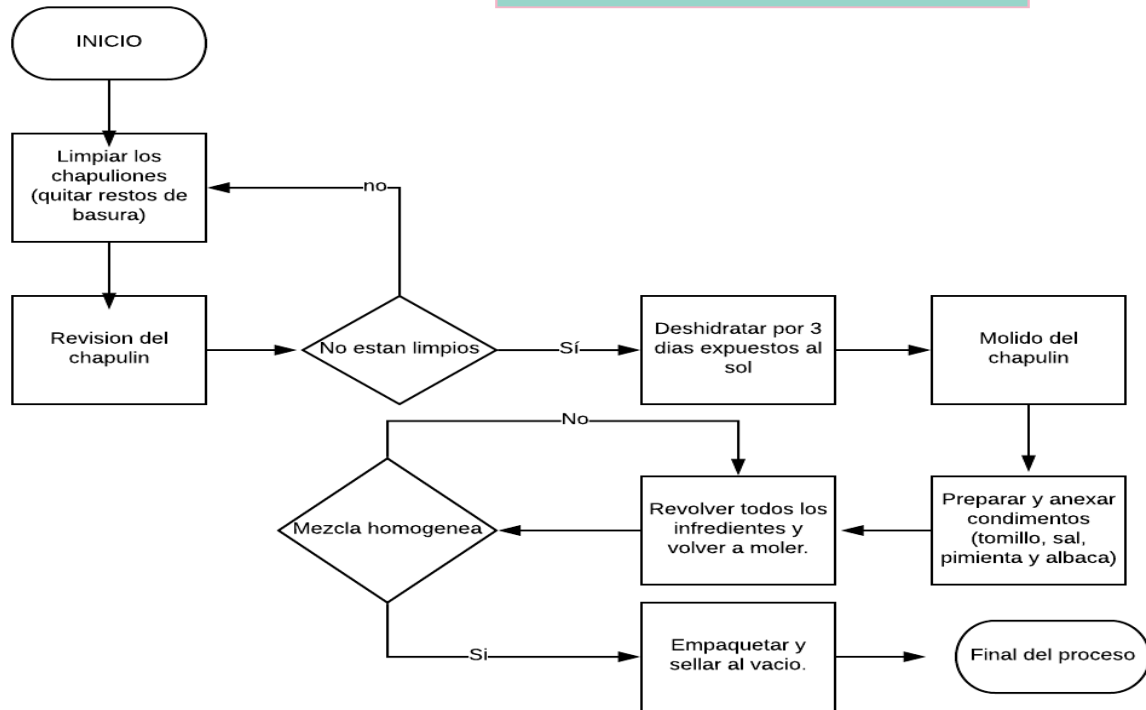 INICIO
Limpiar los
chapuliones
(quitar restos de
basura)
no
Revision del
chapulin
No estan limpios
Sí
Deshidratar por 3
dias expuestos al
sol
Molido del
chapulin
No
Mezcla homogenea
Revolver todos los
infredientes y
volver a moler.
Preparar y anexar
condimentos
(tomillo, sal,
pimienta y albaca)
Si
Empaquetar y
sellar al vacio.
Final del proceso